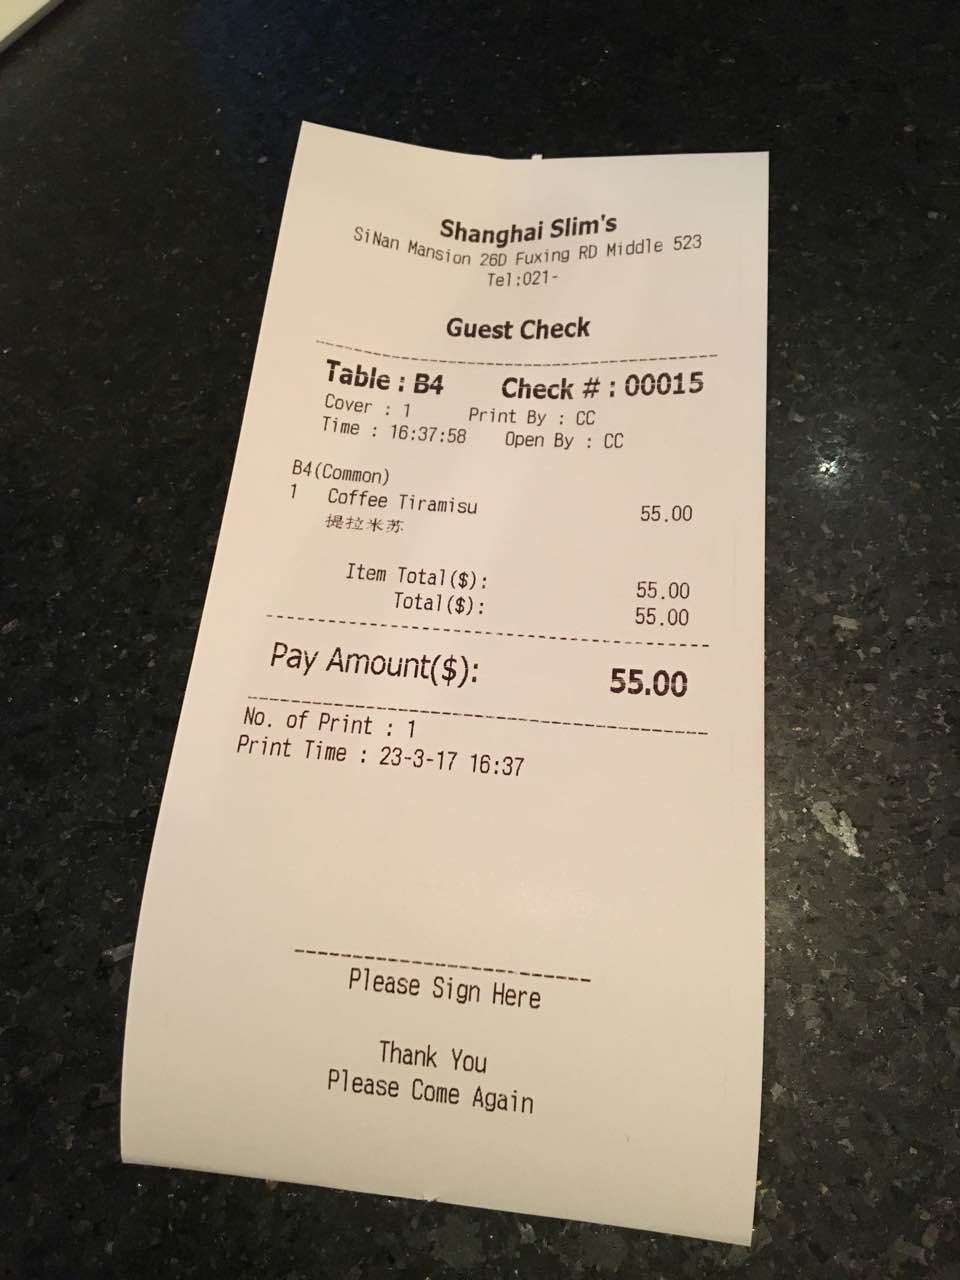 Shanghai Slim's
SiNan Mansion 26D Fuxing RD Middle 523
Tel:021-
Guest Check
Table : B4 Check # : 00015
Cover : 1 Print By : CC
Time : 16:37:58 Open By : CC
B4(Common)
1 Coffee Tiramisu 55.00
提拉米苏
Item Total($): 55.00
Total($): 55.00
Pay Amount($): 55.00
No. of Print : 1
Print Time : 23-3-17 16:37
Please Sign Here
Thank You
Please Come Again